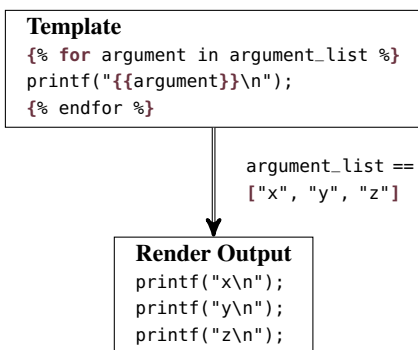 Template
{% for argument in argument_list %}
printf("{{argument}}\n");
{% endfor %}
argument_list ==
["x", "y", "z"]
Render Output
printf("x\n");
printf("y\n");
printf("z\n");